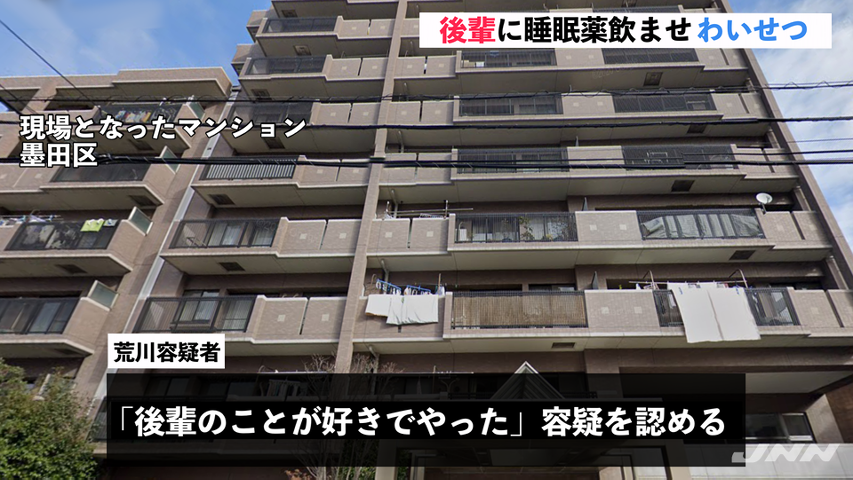 後輩に睡眠薬飲ませ わいせつ
現場となったマンション
墨田区
荒川容疑者
「後輩のことが好きでやった」容疑を認める
JNN